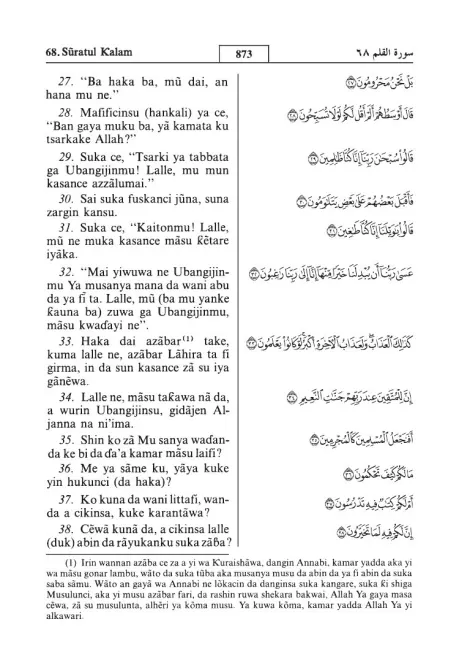 68. Sūratul Ƙalam
873
سورة القلم ٦٨
27. "Ba haka ba, mū dai, an
hana mu ne."
28. Mafificinsu (hankali) ya ce,
"Ban gaya muku ba, yā kamata ku
tsarkake Allah?"
29. Suka ce, "Tsarki ya tabbata
ga Ubangijinmu! Lalle, mu mun
kasance azzālumai."
30. Sai suka fuskanci jūna, suna
zargin kansu.
31. Suka ce, "Kaitonmu! Lalle,
mū ne muka kasance māsu ƙētare
iyāka.
32. "Mai yiwuwa ne Ubangijin-
mu Ya musanya mana da wani abu
da ya fī ta. Lalle, mū (ba mu yanke
ƙauna ba) zuwa ga Ubangijinmu,
māsu kwaɗayi ne".
33. Haka dai azābar⁽¹⁾ take,
kuma lalle ne, azābar Lāhira ta fi
girma, in da sun kasance zā su iya
gānēwa.
34. Lalle ne, māsu taƙawa nā da,
a wurin Ubangijinsu, gidājen Al-
janna na ni'ima.
35. Shin ko zā Mu sanya waɗan-
da ke bi da ɗa'a kamar māsu laifi?
36. Me ya sāme ku, yāya kuke
yin hukunci (da haka)?
37. Ko kuna da wani littafi, wan-
da a cikinsa, kuke karantāwa?
38. Cēwā kunā da, a cikinsa lalle
(duk) abin da rāyukanku suka zāɓa?
بَلْ نَحْنُ مَحْرُومُونَ ٢٧
قَالَ أَوْسَطُهُمْ أَلَمْ أَقُل لَّكُمْ لَوْلَا تُسَبِّحُونَ ٢٨
قَالُوا۟ سُبْحَٰنَ رَبِّنَآ إِنَّا كُنَّا ظَٰلِمِينَ ٢٩
فَأَقْبَلَ بَعْضُهُمْ عَلَىٰ بَعْضٍ يَتَلَٰوَمُونَ ٣٠
قَالُوا۟ يَٰوَيْلَنَآ إِنَّا كُنَّا طَٰغِينَ ٣١
عَسَىٰ رَبُّنَآ أَن يُبْدِلَنَا خَيْرًا مِّنْهَآ إِنَّآ إِلَىٰ رَبِّنَا رَٰغِبُونَ ٣٢
كَذَٰلِكَ ٱلْعَذَابُ وَلَعَذَابُ ٱلْءَاخِرَةِ أَكْبَرُ لَوْ كَانُوا۟ يَعْلَمُونَ ٣٣
إِنَّ لِلْمُتَّقِينَ عِندَ رَبِّهِمْ جَنَّٰتِ ٱلنَّعِيمِ ٣٤
أَفَنَجْعَلُ ٱلْمُسْلِمِينَ كَٱلْمُجْرِمِينَ ٣٥
مَا لَكُمْ كَيْفَ تَحْكُمُونَ ٣٦
أَمْ لَكُمْ كِتَٰبٌ فِيهِ تَدْرُسُونَ ٣٧
إِنَّ لَكُمْ فِيهِ لَمَا تَخَيَّرُونَ ٣٨
(1) Irin wannan azāba ce za a yi wa Ƙuraishāwa, dangin Annabi, kamar yadda aka yi
wa māsu gonar lambu, wāto da suka tūba aka musanya musu da abin da ya fi abin da suka
saba sāmu. Wāto an gayā wa Annabi ne lōkacin da danginsa suka kangare, suka ƙi shiga
Musulunci, aka yi musu azābar fari, da rashin ruwa shekara bakwai, Allah Ya gaya masa
cēwa, zā su musulunta, alhēri ya kōma musu. Ya kuwa kōma, kamar yadda Allah Ya yi
alkawari.